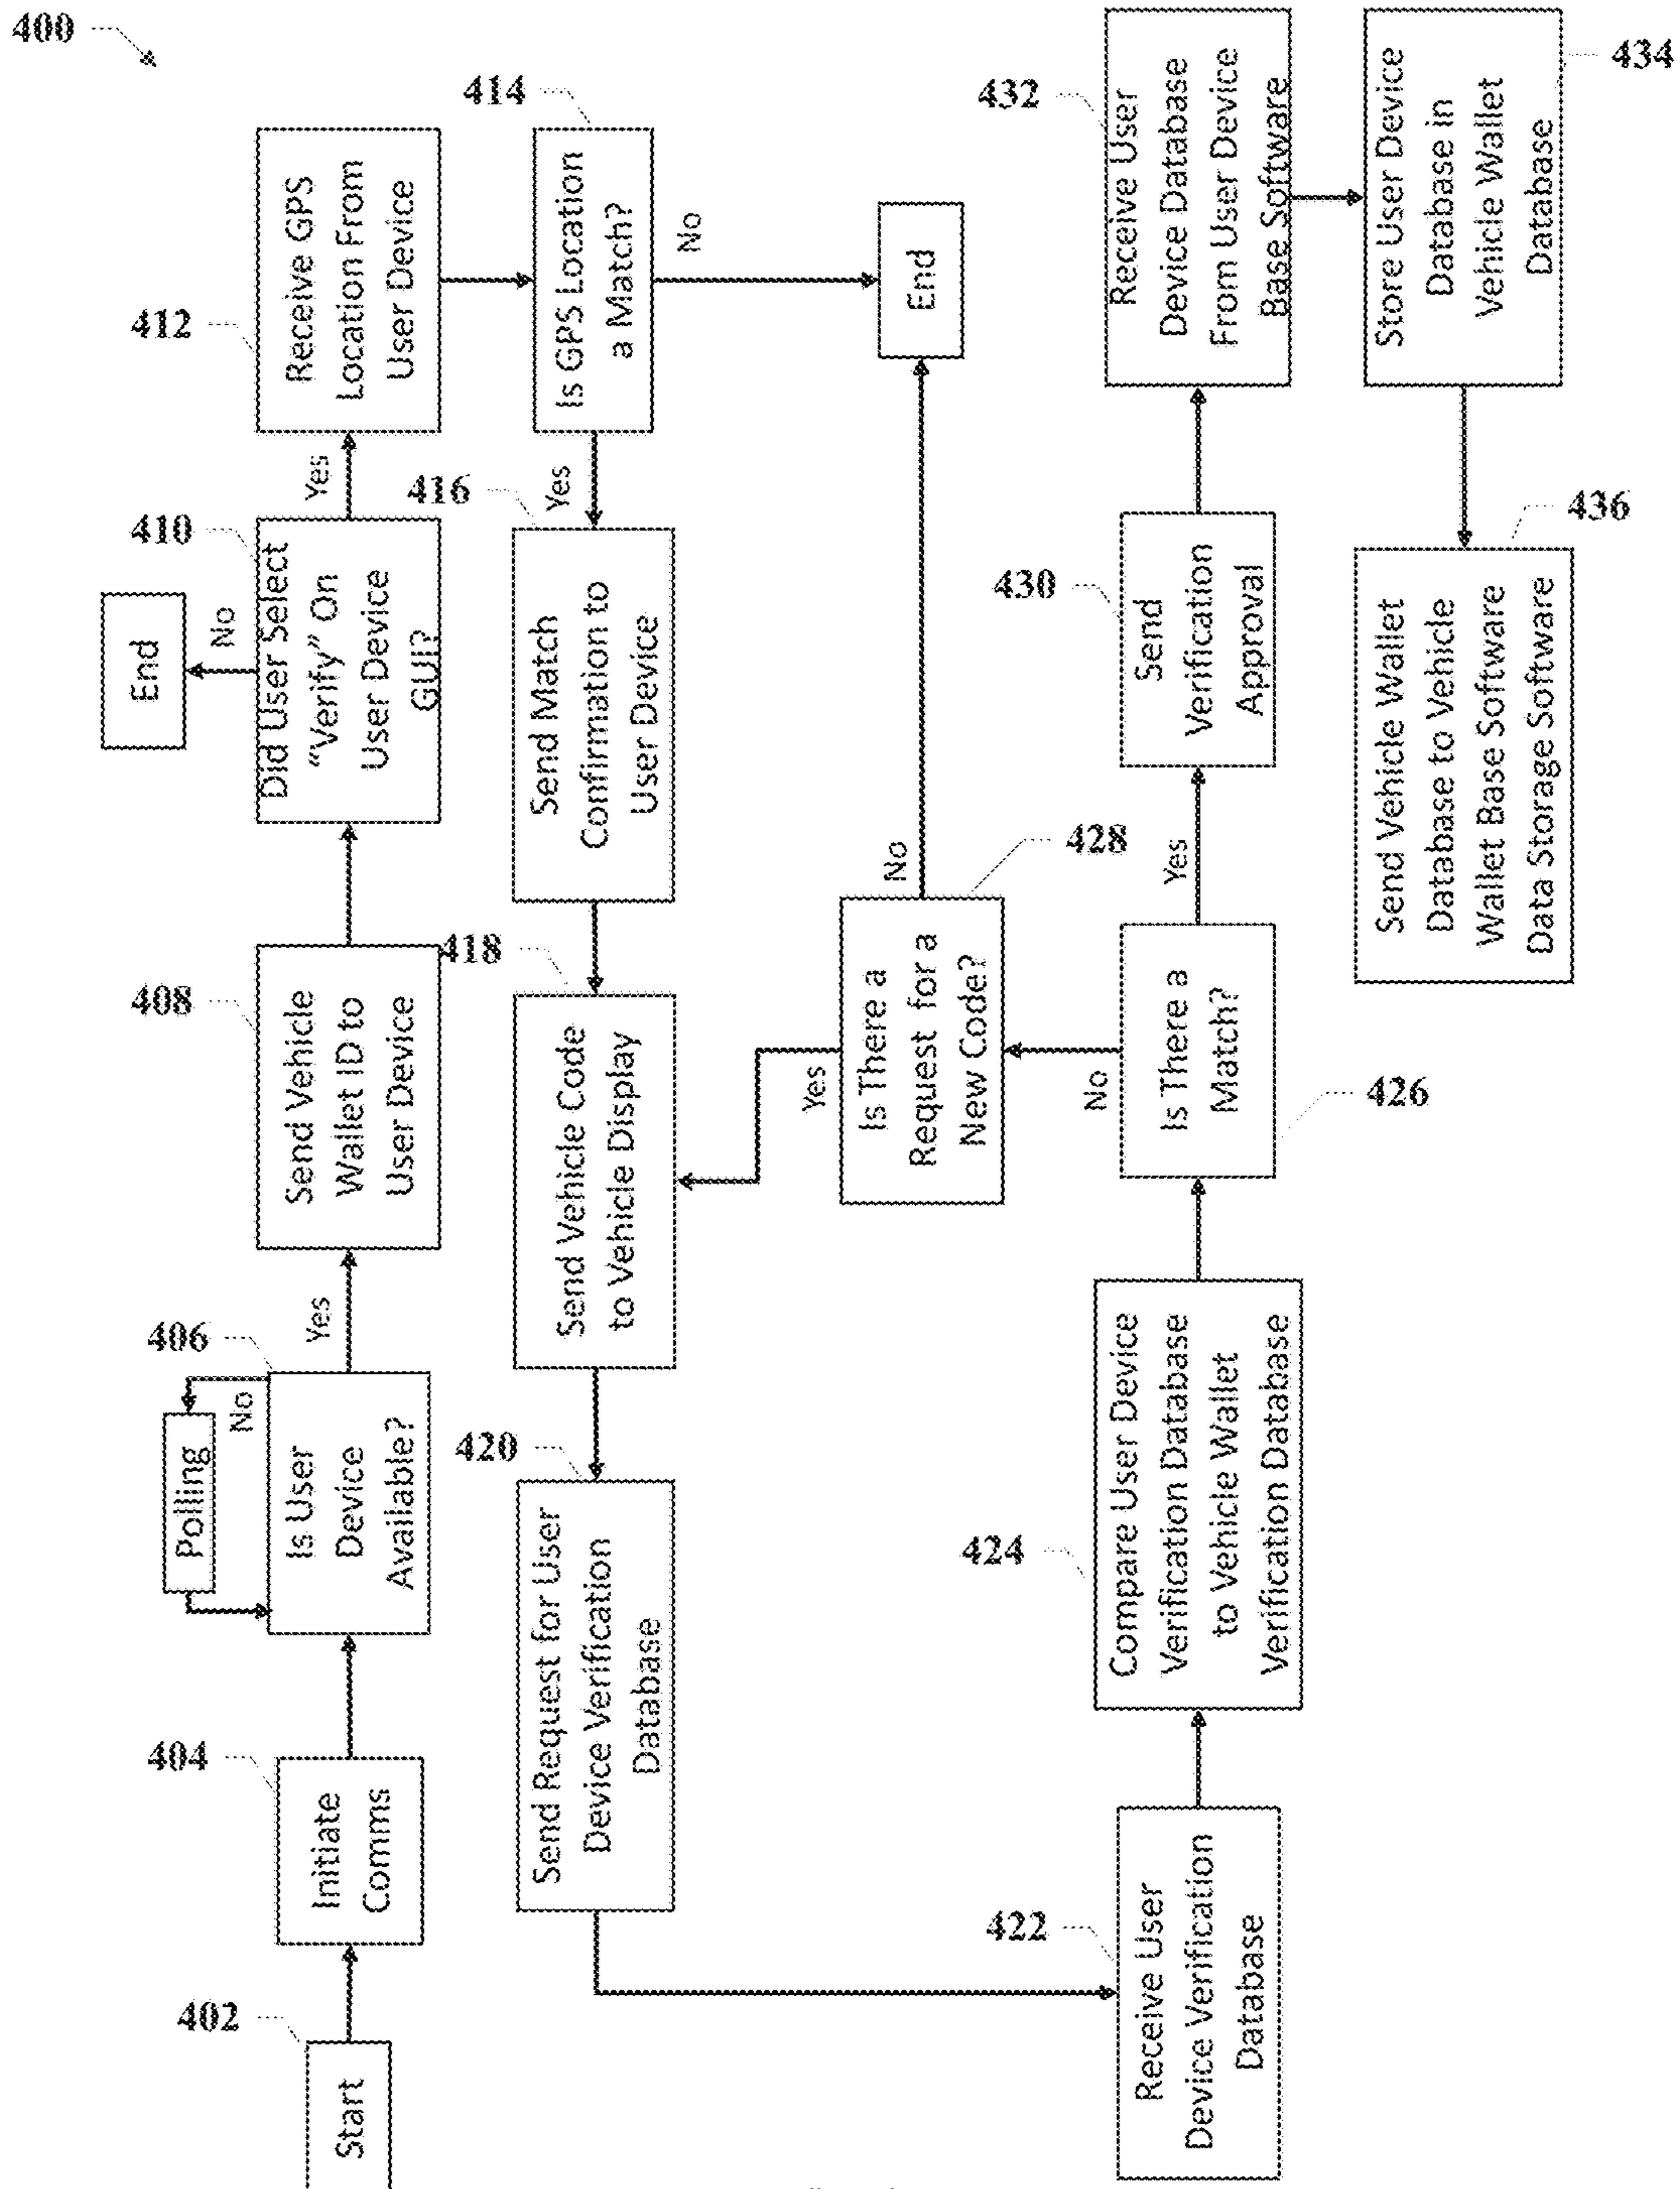 400
402
Start
404
Initiate
Comms
406
Polling
No
Is User
Device
Available?
Yes
408
Send Vehicle
Wallet ID to
User Device
410
End
No
Did User Select
“Verify” On
User Device
GUI?
Yes
412
Receive GPS
Location From
User Device
414
Is GPS Location
a Match?
No
End
Yes
416
Send Match
Confirmation to
User Device
418
Send Vehicle Code
to Vehicle Display
420
Send Request for User
Device Verification
Database
422
Receive User
Device Verification
Database
424
Compare User Device
Verification Database
to Vehicle Wallet
Verification Database
426
Is There a
Match?
No
Yes
428
Is There a
Request for a
New Code?
Yes
No
430
Send
Verification
Approval
432
Receive User
Device Database
From User Device
Base Software
434
Store User Device
Database in
Vehicle Wallet
Database
436
Send Vehicle Wallet
Database to Vehicle
Wallet Base Software
Data Storage Software